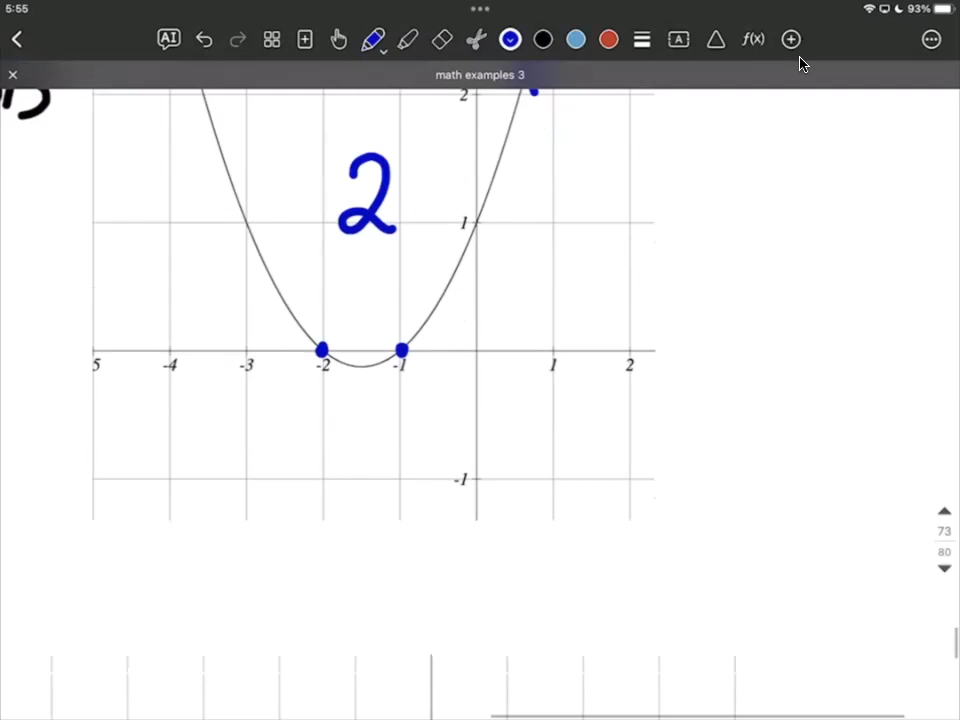 5:55
93%
AI
A
f(x)
math examples 3
2
2
1
5 -4 -3 -2 -1 1 2
-1
73
80